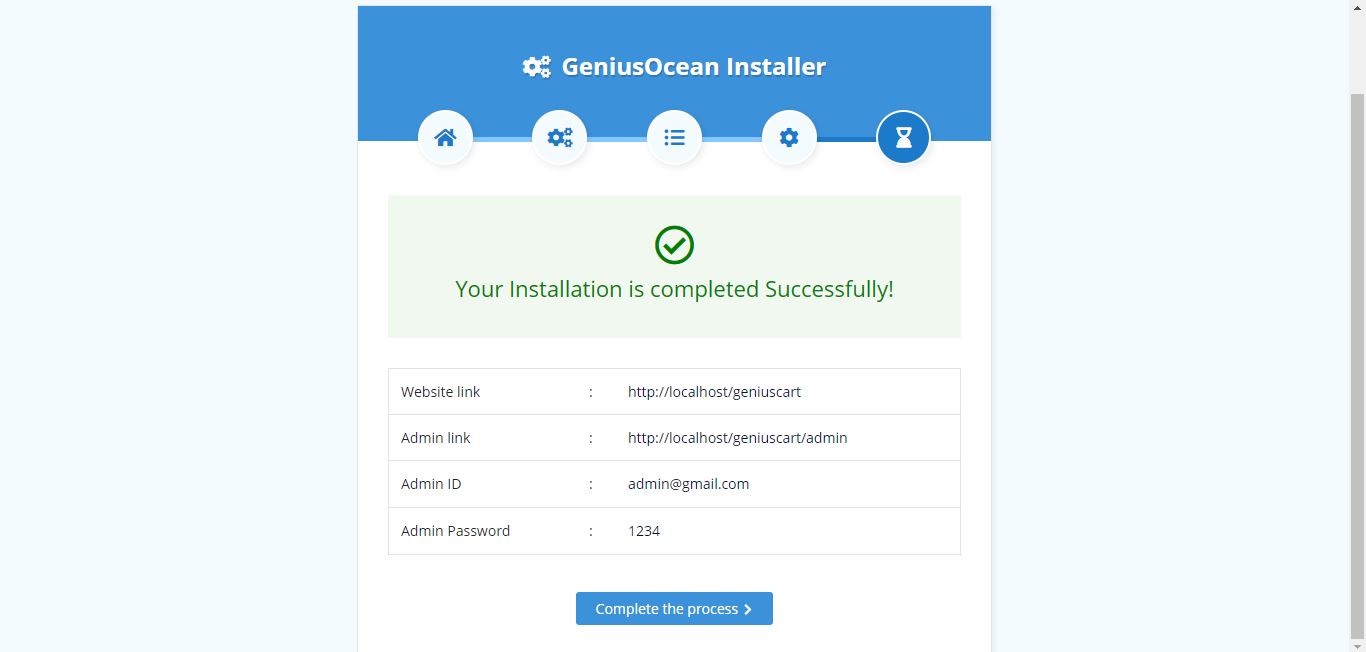 GeniusOcean Installer
Your Installation is completed Successfully!
Website link : http://localhost/geniuscart
Admin link : http://localhost/geniuscart/admin
Admin ID : admin@gmail.com
Admin Password : 1234
Complete the process